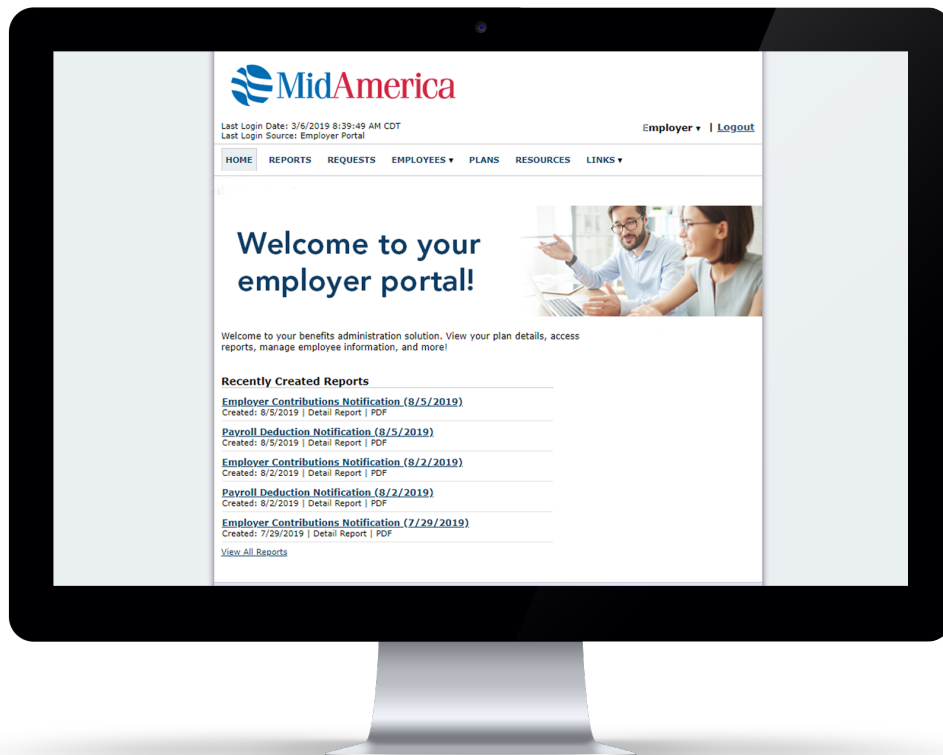 MidAmerica
Last Login Date: 3/6/2019 8:39:49 AM CDT
Last Login Source: Employer Portal
Employer ▾ | Logout
HOME REPORTS REQUESTS EMPLOYEES ▾ PLANS RESOURCES LINKS ▾
Welcome to your
employer portal!
Welcome to your benefits administration solution. View your plan details, access
reports, manage employee information, and more!
Recently Created Reports
Employer Contributions Notification (8/5/2019)
Created: 8/5/2019 | Detail Report | PDF
Payroll Deduction Notification (8/5/2019)
Created: 8/5/2019 | Detail Report | PDF
Employer Contributions Notification (8/2/2019)
Created: 8/2/2019 | Detail Report | PDF
Payroll Deduction Notification (8/2/2019)
Created: 8/2/2019 | Detail Report | PDF
Employer Contributions Notification (7/29/2019)
Created: 7/29/2019 | Detail Report | PDF
View All Reports